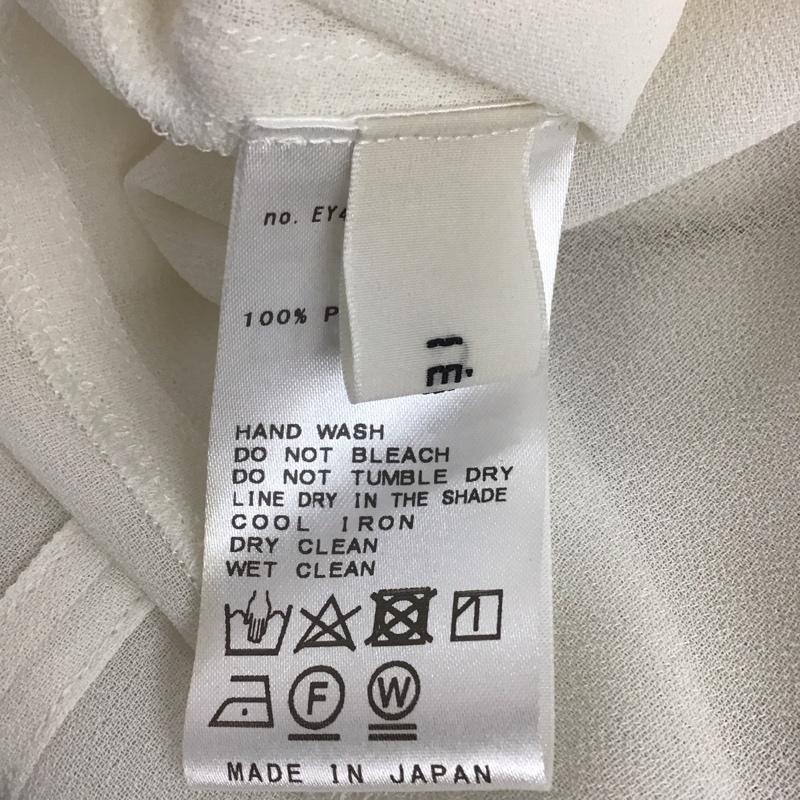 no.
100%
HAND WASH
DO NOT BLEACH
DO NOT TUMBLE DRY
LINE DRY IN THE SHADE
COOL IRON
DRY CLEAN
WET CLEAN
F W
MADE IN JAPAN